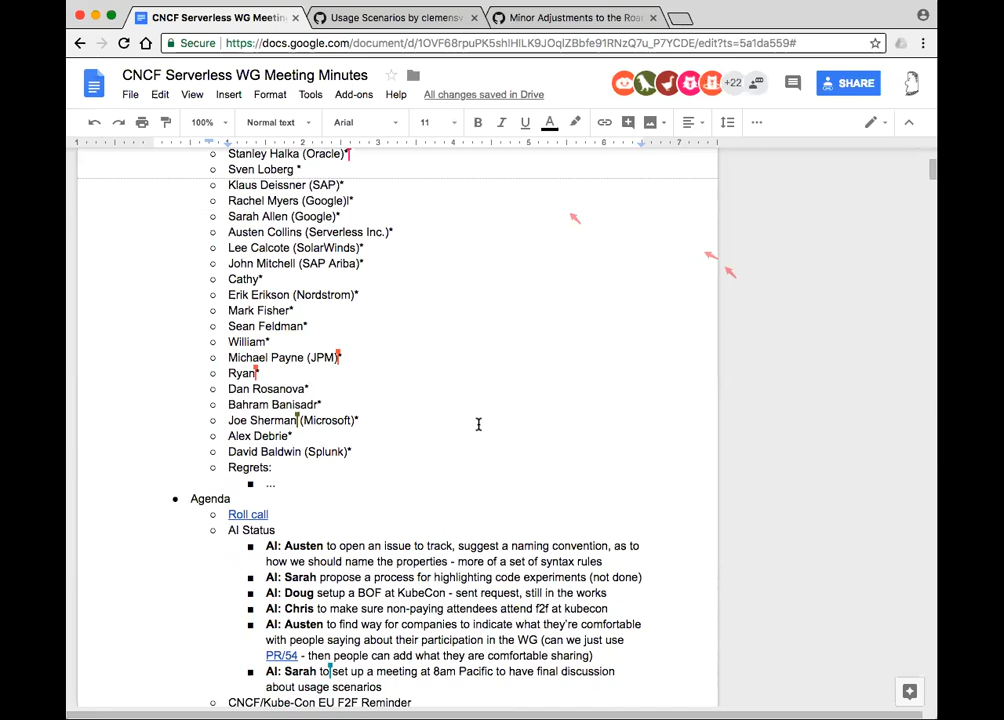 CNCF Serverless WG Meeting
Usage Scenarios by clemensv
Minor Adjustments to the Roa
Secure
https://docs.google.com/document/d/1OVF68rpuPK5shlHlLK9JOqlZBbfe91RNzQ7u_P7YCDE/edit?ts=5a1da559#
CNCF Serverless WG Meeting Minutes
File Edit View Insert Format Tools Add-ons Help All changes saved in Drive
+22
SHARE
100% Normal text Arial 11
1 1 2 3 4 5 6 7
Stanley Halka (Oracle)*
Sven Loberg *
Klaus Deissner (SAP)*
Rachel Myers (Google)l*
Sarah Allen (Google)*
Austen Collins (Serverless Inc.)*
Lee Calcote (SolarWinds)*
John Mitchell (SAP Ariba)*
Cathy*
Erik Erikson (Nordstrom)*
Mark Fisher*
Sean Feldman*
William*
Michael Payne (JPM)*
Ryan*
Dan Rosanova*
Bahram Banisadr*
Joe Sherman (Microsoft)*
Alex Debrie*
David Baldwin (Splunk)*
Regrets:
...
Agenda
Roll call
AI Status
AI: Austen to open an issue to track, suggest a naming convention, as to
how we should name the properties - more of a set of syntax rules
AI: Sarah propose a process for highlighting code experiments (not done)
AI: Doug setup a BOF at KubeCon - sent request, still in the works
AI: Chris to make sure non-paying attendees attend f2f at kubecon
AI: Austen to find way for companies to indicate what they're comfortable
with people saying about their participation in the WG (can we just use
PR/54 - then people can add what they are comfortable sharing)
AI: Sarah to set up a meeting at 8am Pacific to have final discussion
about usage scenarios
CNCF/Kube-Con EU F2F Reminder